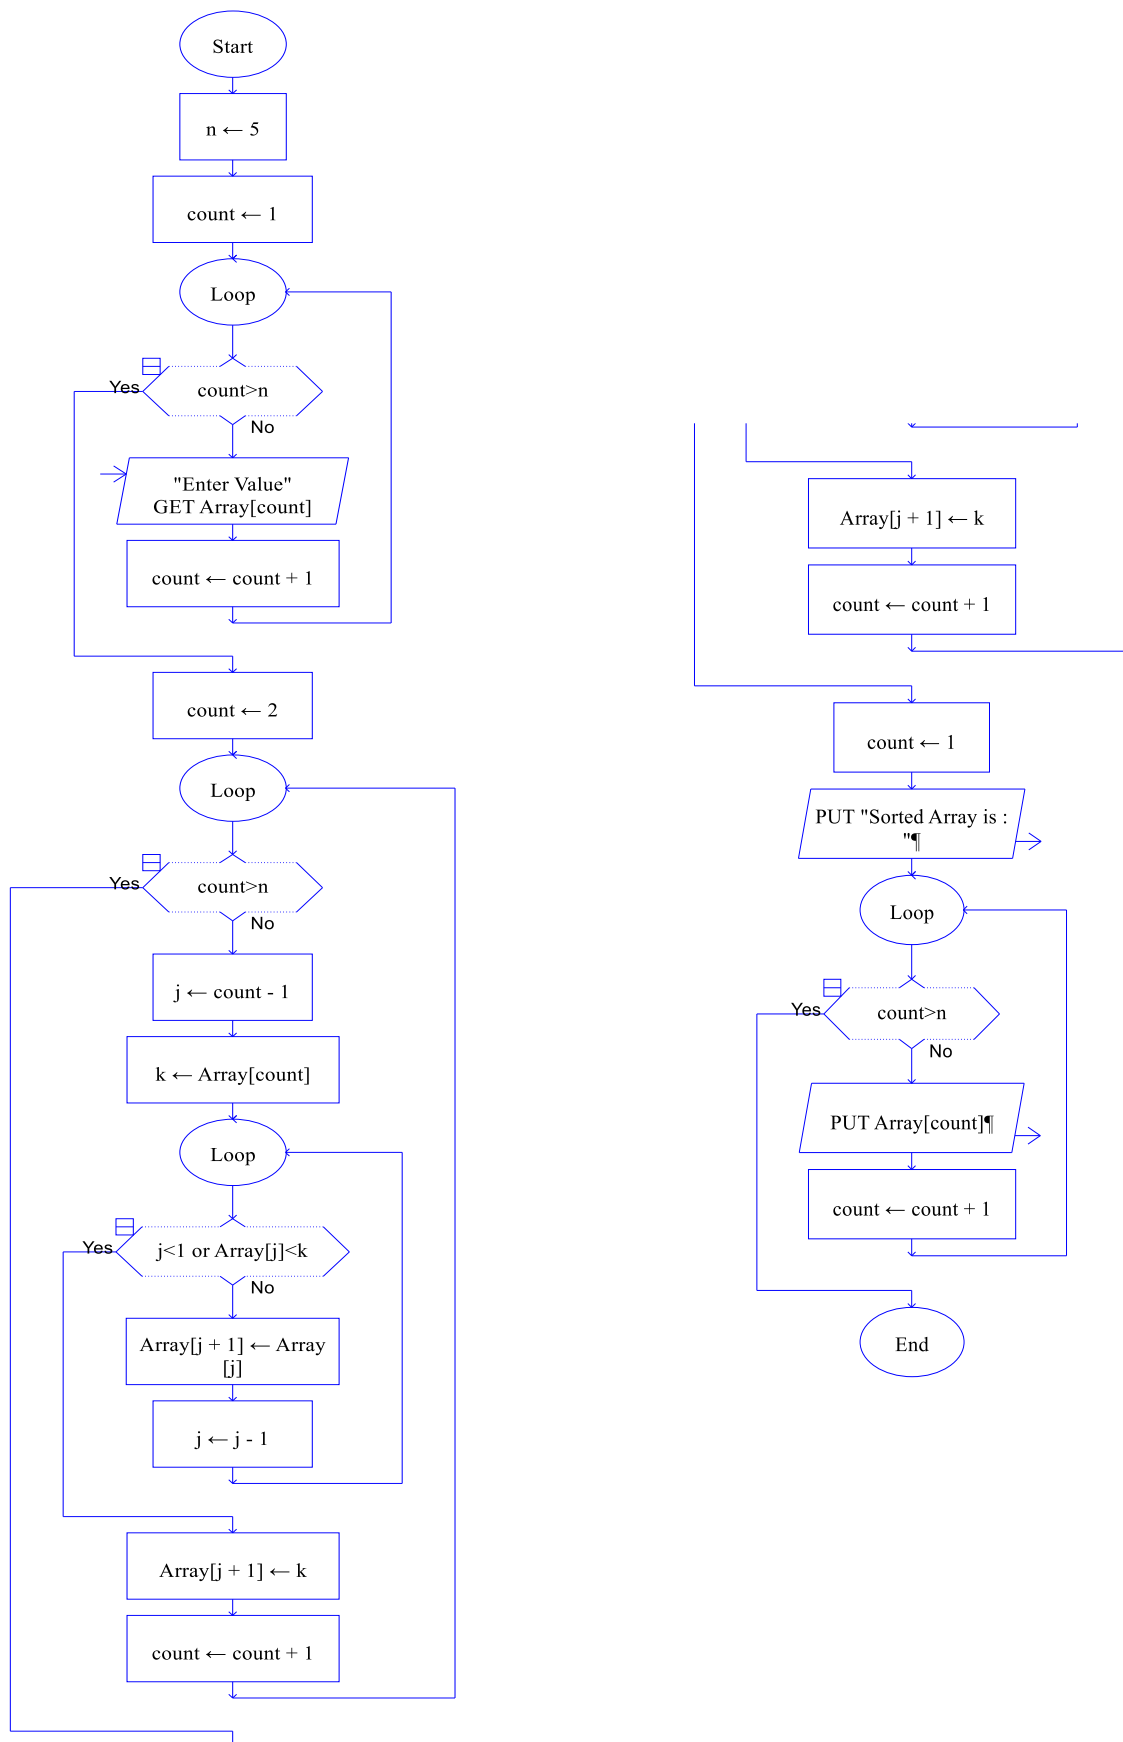 Start
n ← 5
count ← 1
Loop
Yes
count>n
No
"Enter Value"
GET Array[count]
count ← count + 1
count ← 2
Loop
Yes
count>n
No
j ← count - 1
k ← Array[count]
Loop
Yes
j<1 or Array[j]<k
No
Array[j + 1] ← Array
[j]
j ← j - 1
Array[j + 1] ← k
count ← count + 1
Array[j + 1] ← k
count ← count + 1
count ← 1
PUT "Sorted Array is :
"¶
Loop
Yes
count>n
No
PUT Array[count]¶
count ← count + 1
End